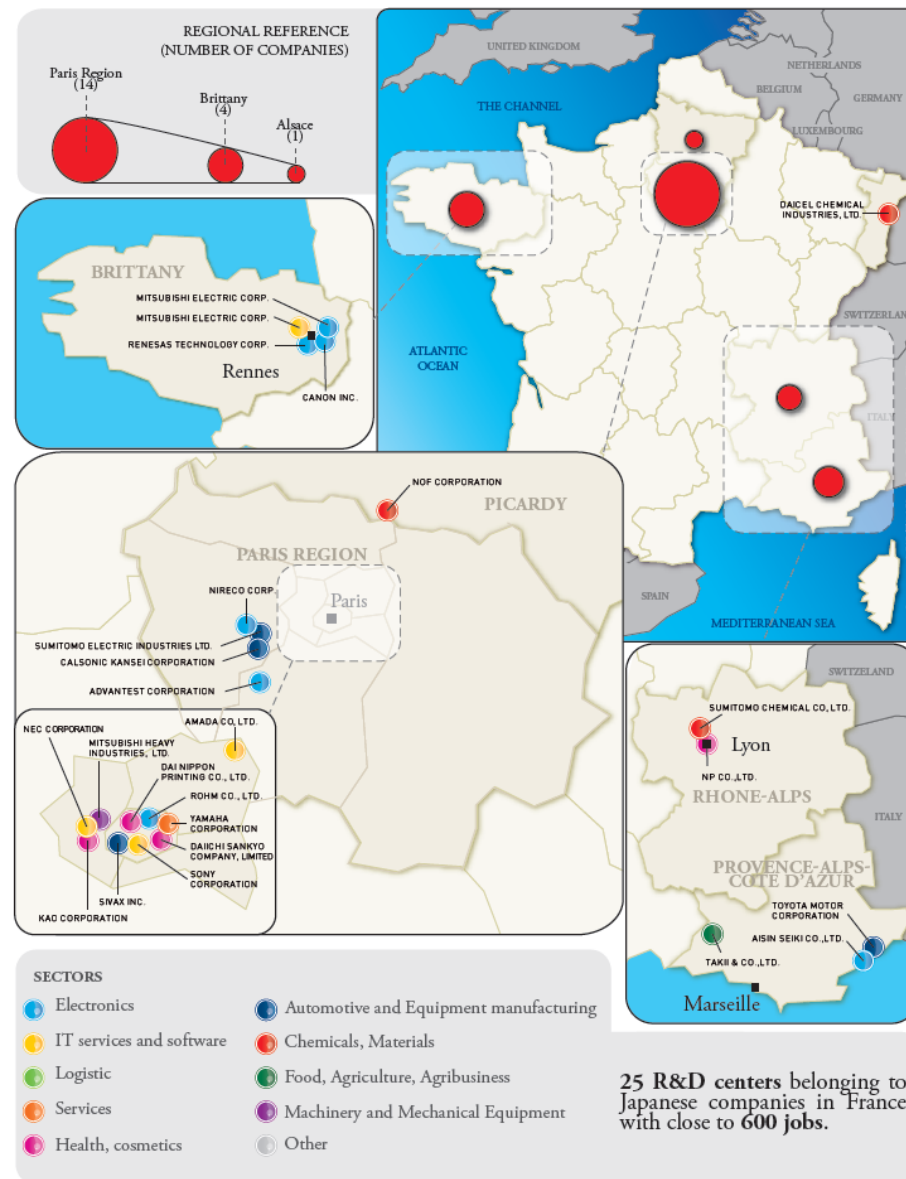 REGIONAL REFERENCE
(NUMBER OF COMPANIES)
Paris Region
(14)
Brittany
(4)
Alsace
(1)
UNITED KINGDOM
NETHERLANDS
BELGIUM
GERMANY
THE CHANNEL
LUXEMBOURG
DAICEL CHEMICAL
INDUSTRIES, LTD.
SWITZERLAN
ATLANTIC
OCEAN
ITALY
SPAIN
MEDITERRANEAN SEA
BRITTANY
MITSUBISHI ELECTRIC CORP.
MITSUBISHI ELECTRIC CORP.
RENESAS TECHNOLOGY CORP.
Rennes
CANON INC.
NOF CORPORATION
PICARDY
PARIS REGION
NIRECO CORP.
Paris
SUMITOMO ELECTRIC INDUSTRIES LTD.
CALSONIC KANSEI CORPORATION
ADVANTEST CORPORATION
AMADA CO, LTD.
NEC CORPORATION
MITSUBISHI HEAVY
INDUSTRIES, LTD.
DAI NIPPON
PRINTING CO., LTD.
ROHM CO., LTD.
YAMAHA
CORPORATION
DAIICHI SANKYO
COMPANY, LIMITED
SONY
CORPORATION
SIVAX INC.
KAO CORPORATION
SWITZELAND
SUMITOMO CHEMICAL CO, LTD.
Lyon
NP CO.,LTD.
RHONE-ALPS
ITALY
PROVENCE-ALPS-
COTE D'AZUR
TOYOTA MOTOR
CORPORATION
AISIN SEIKI CO.,LTD.
TAKII & CO.,LTD.
Marseille
SECTORS
Electronics
IT services and software
Logistic
Services
Health, cosmetics
Automotive and Equipment manufacturing
Chemicals, Materials
Food, Agriculture, Agribusiness
Machinery and Mechanical Equipment
Other
25 R&D centers belonging to
Japanese companies in France
with close to 600 jobs.